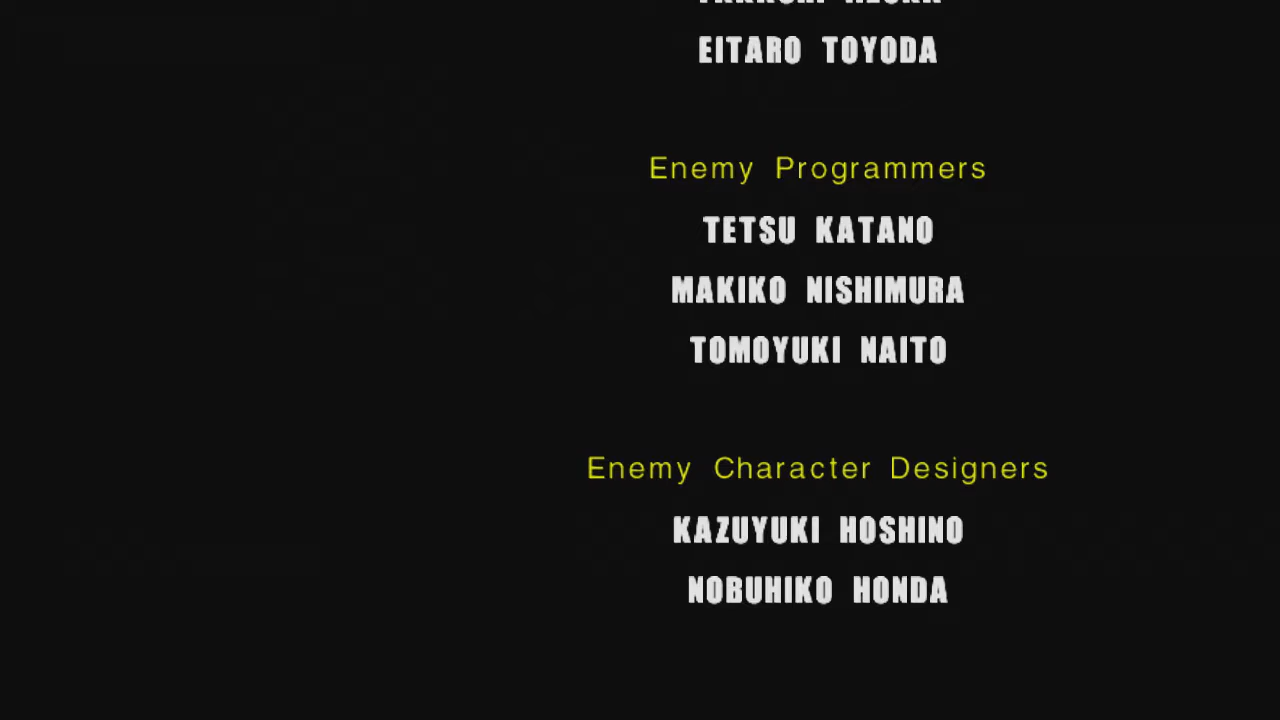 EITARO TOYODA
Enemy Programmers
TETSU KATANO
MAKIKO NISHIMURA
TOMOYUKI NAITO
Enemy Character Designers
KAZUYUKI HOSHINO
NOBUHIKO HONDA